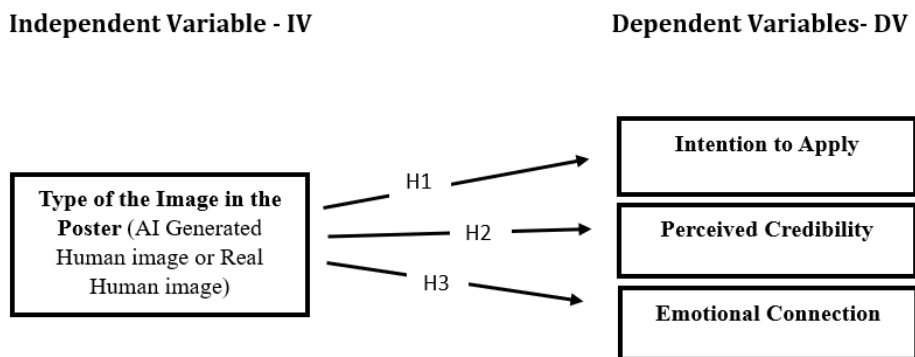 Independent Variable - IV
Dependent Variables- DV
Intention to Apply
H1
Type of the Image in the
Poster (AI Generated
Human image or Real
Human image)
H2
Perceived Credibility
H3
Emotional Connection